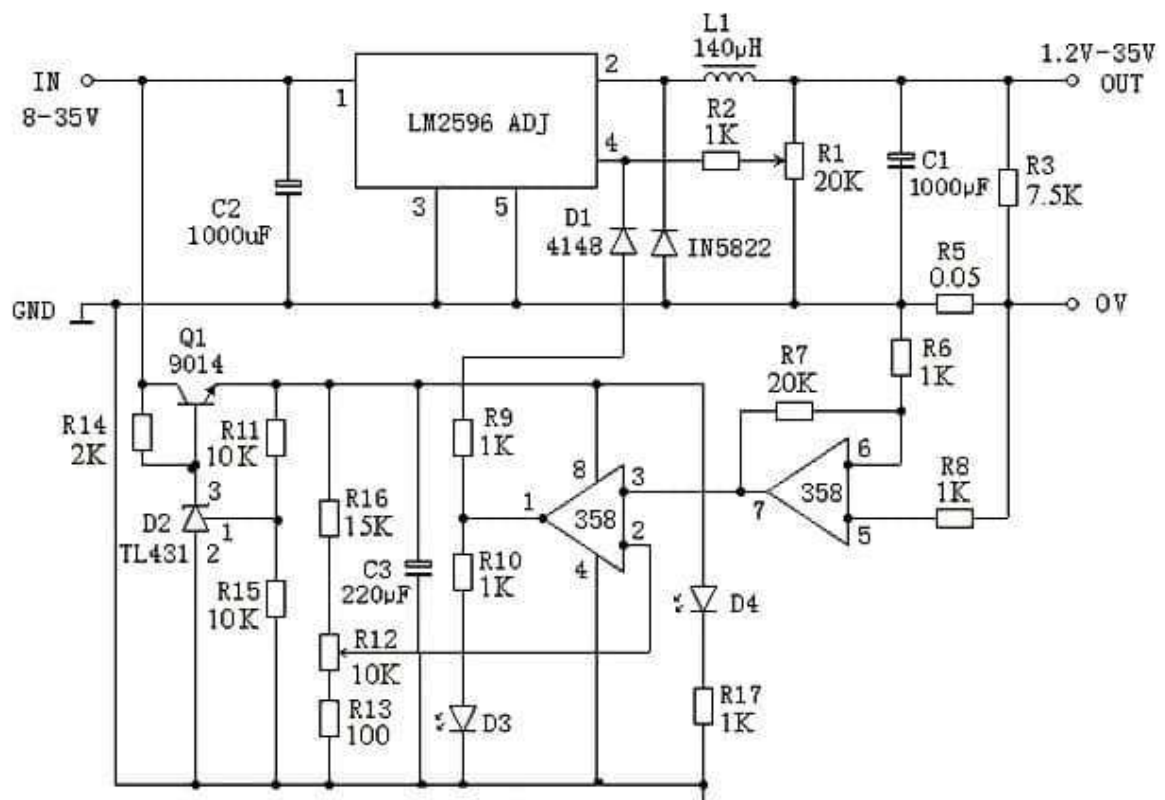 L1
140μH
1.2V-35V
IN
8-35V
1
LM2596 ADJ
2
OUT
R2
1K
4
R1
20K
C1
1000μF
R3
7.5K
C2
1000uF
3
5
D1
4148
IN5822
R5
0.05
GND
0V
Q1
9014
R7
20K
R6
1K
R14
2K
R11
10K
R9
1K
8
3
6
R8
1K
R16
15K
1
358
7
358
5
D2
TL431
3
1
2
2
R10
1K
4
C3
220μF
R15
10K
D4
R12
10K
R13
100
D3
R17
1K